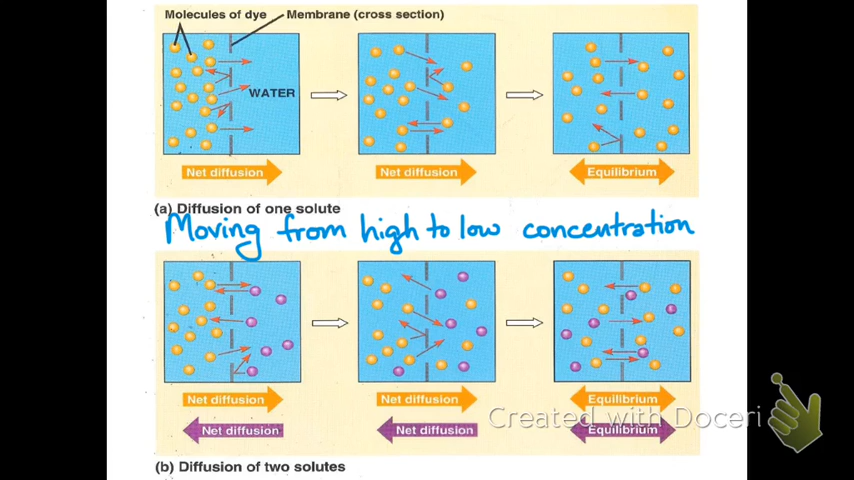 Molecules of dye
Membrane (cross section)
WATER
Net diffusion
Net diffusion
Equilibrium
(a) Diffusion of one solute
Moving from high to low concentration
Net diffusion
Net diffusion
Equilibrium
Net diffusion
Net diffusion
Equilibrium
Created with Doceri
(b) Diffusion of two solutes